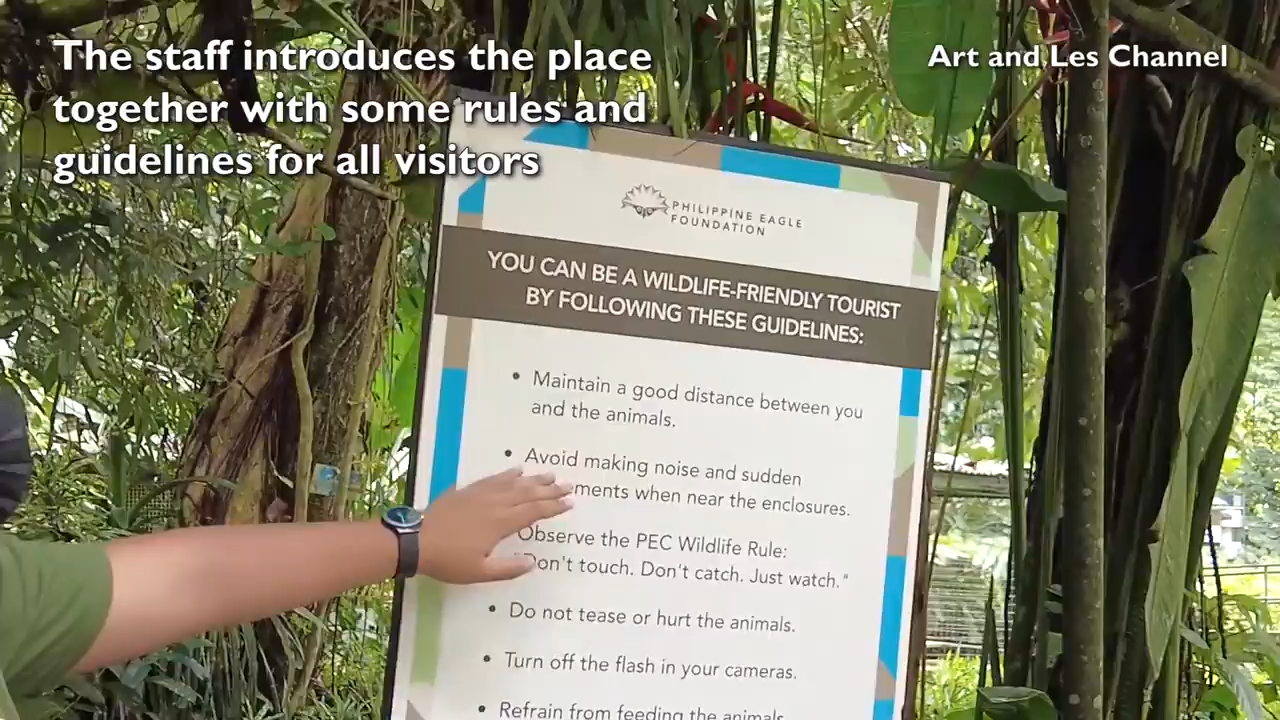 The staff introduces the place
together with some rules and
guidelines for all visitors
Art and Les Channel
PHILIPPINE EAGLE
FOUNDATION
YOU CAN BE A WILDLIFE-FRIENDLY TOURIST
BY FOLLOWING THESE GUIDELINES:
• Maintain a good distance between you
and the animals.
• Avoid making noise and sudden
ments when near the enclosures.
Observe the PEC Wildlife Rule:
"Don't touch. Don't catch. Just watch."
• Do not tease or hurt the animals.
• Turn off the flash in your cameras.
• Refrain from feeding the animals